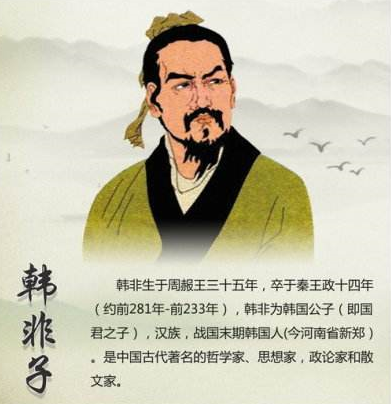 韩非子
韩非生于周赧王三十五年，卒于秦王政十四年
（约前281年-前233年），韩非为韩国公子（即国
君之子），汉族，战国末期韩国人(今河南省新郑）
。是中国古代著名的哲学家、思想家，政论家和散
文家。